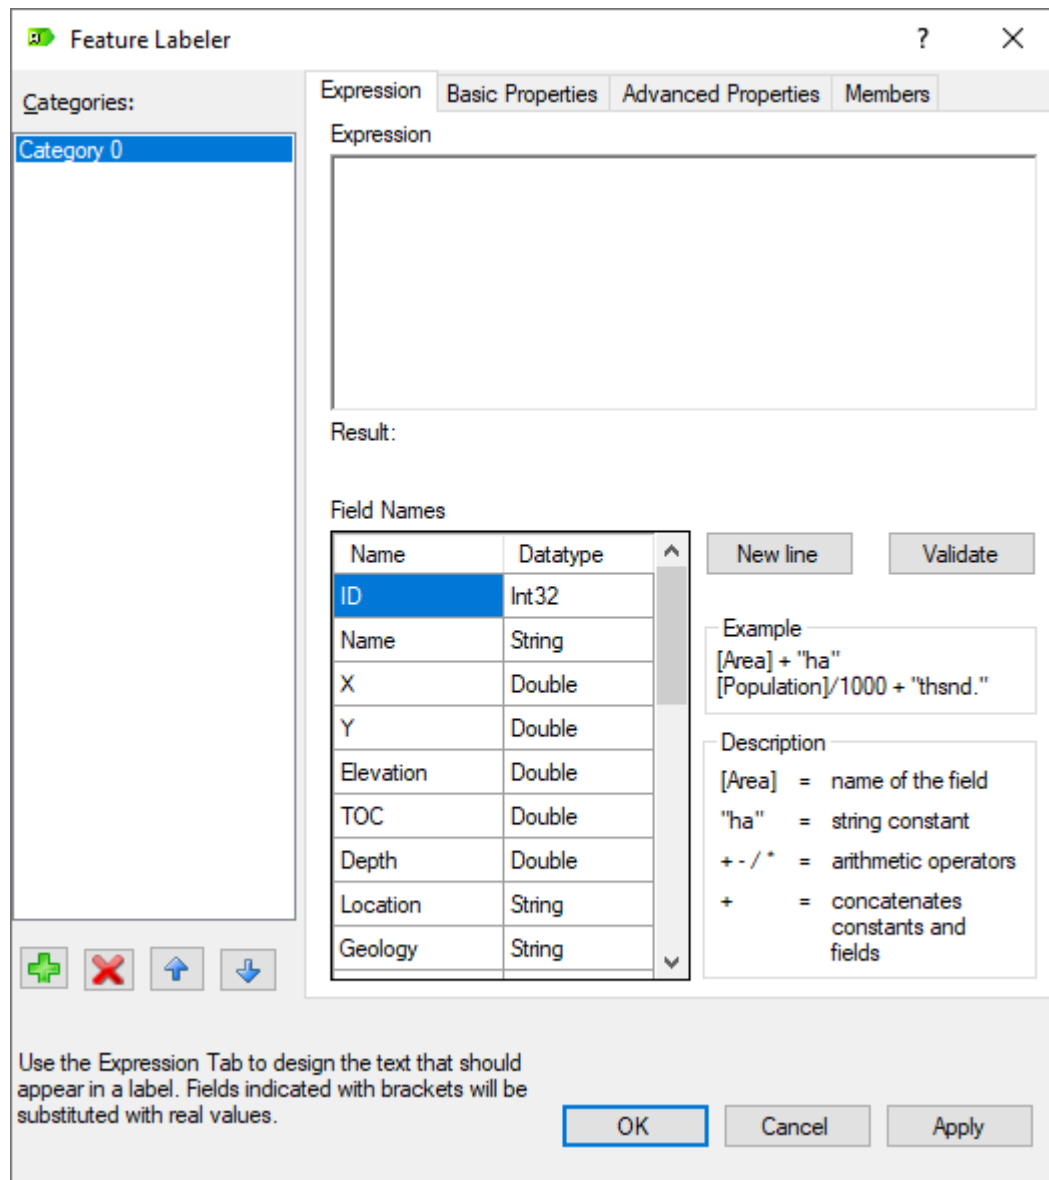 Feature Labeler
?
Categories:
Category 0
Expression Basic Properties Advanced Properties Members
Expression
Result:
Field Names
Name Datatype
ID Int32
Name String
X Double
Y Double
Elevation Double
TOC Double
Depth Double
Location String
Geology String
New line Validate
Example
[Area] + "ha"
[Population]/1000 + "thsnd."
Description
[Area] = name of the field
"ha" = string constant
+ - / * = arithmetic operators
+ = concatenates
constants and
fields
Use the Expression Tab to design the text that should
appear in a label. Fields indicated with brackets will be
substituted with real values.
OK Cancel Apply